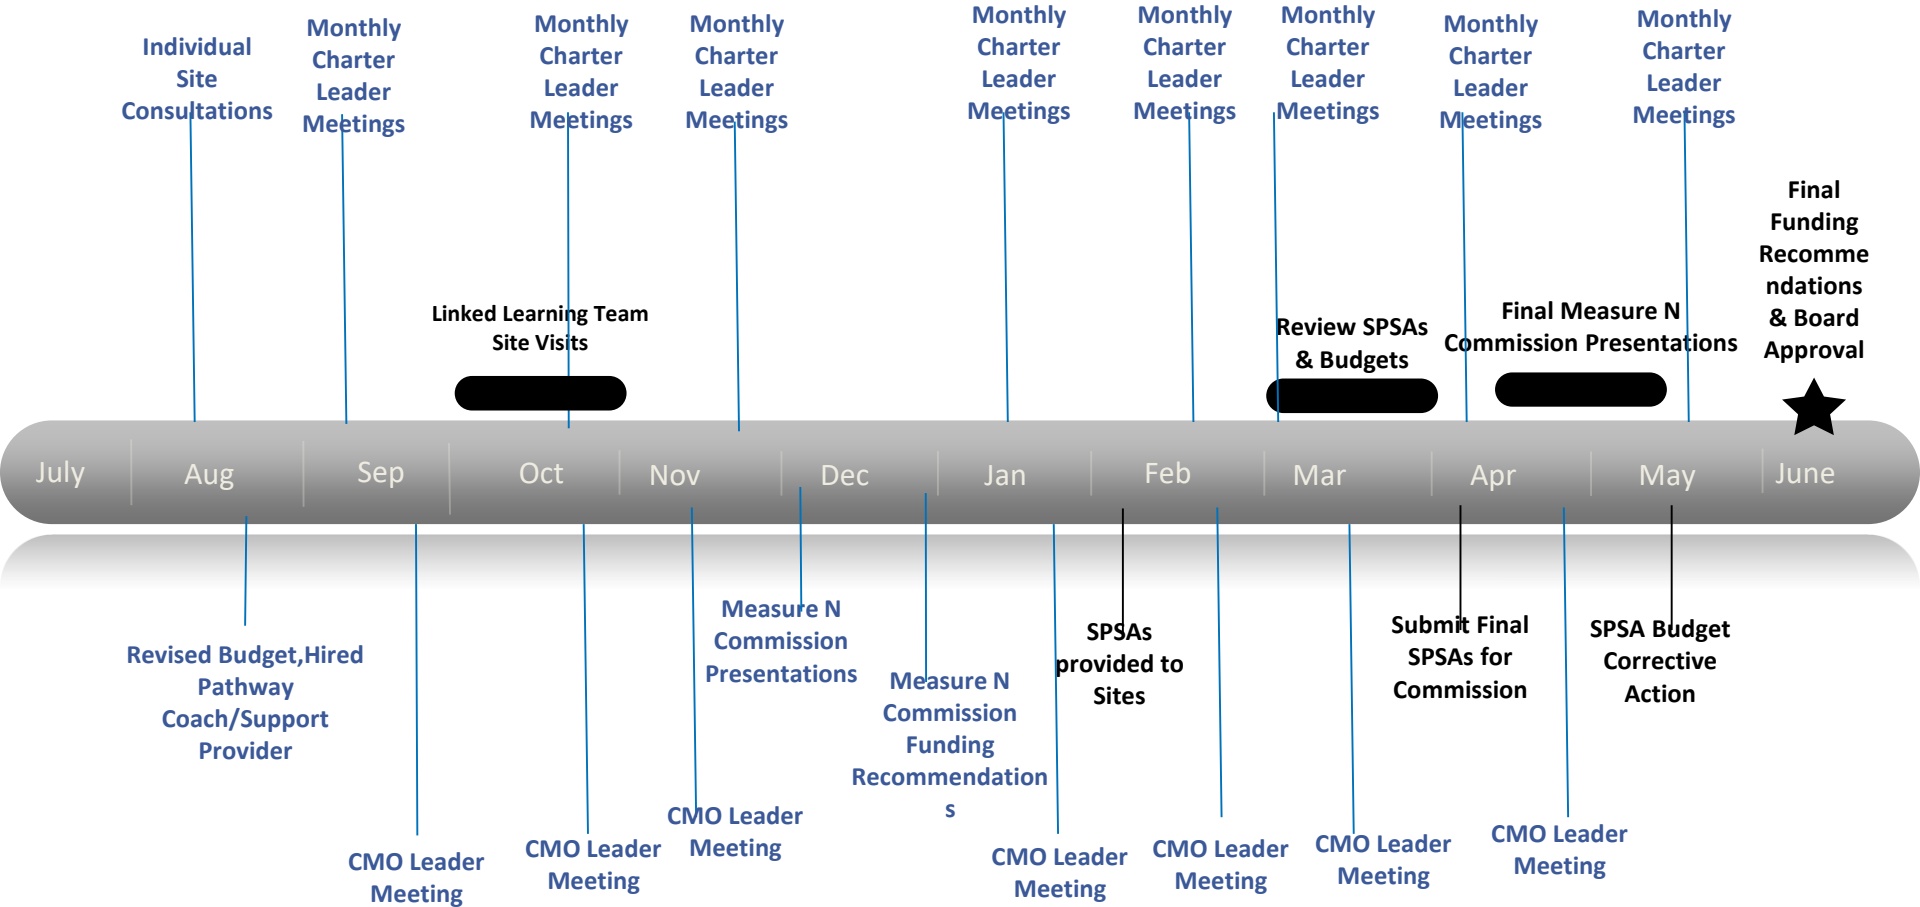 Individual
Site
Consultations
Monthly
Charter
Leader
Meetings
Monthly
Charter
Leader
Meetings
Monthly
Charter
Leader
Meetings
Monthly
Charter
Leader
Meetings
Monthly
Charter
Leader
Meetings
Monthly
Charter
Leader
Meetings
Monthly
Charter
Leader
Meetings
Monthly
Charter
Leader
Meetings
Final
Funding
Recomme
ndations
& Board
Approval
Linked Learning Team
Site Visits
Review SPSAs
& Budgets
Final Measure N
Commission Presentations
July
Aug
Sep
Oct
Nov
Dec
Jan
Feb
Mar
Apr
May
June
Revised Budget,Hired
Pathway
Coach/Support
Provider
CMO Leader
Meeting
CMO Leader
Meeting
CMO Leader
Meeting
Measure N
Commission
Presentations
Measure N
Commission
Funding
Recommendation
s
CMO Leader
Meeting
SPSAs
provided to
Sites
CMO Leader
Meeting
CMO Leader
Meeting
Submit Final
SPSAs for
Commission
CMO Leader
Meeting
SPSA Budget
Corrective
Action